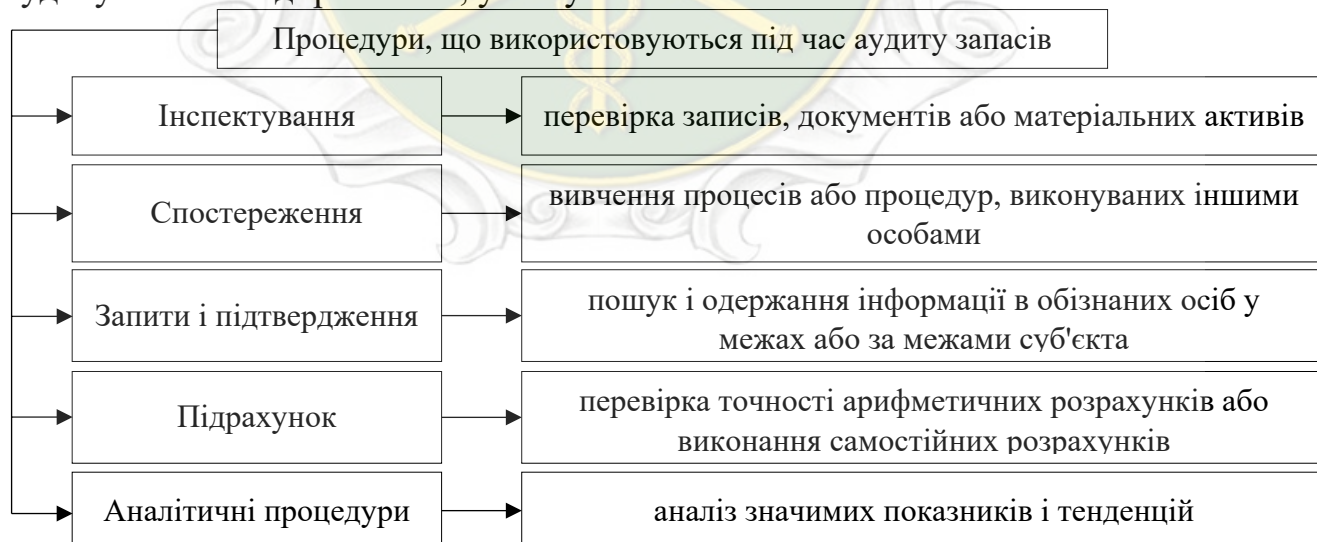 Процедури, що використовуються під час аудиту запасів
Інспектування
перевірка записів, документів або матеріальних активів
Спостереження
вивчення процесів або процедур, виконуваних іншими
особами
Запити і підтвердження
пошук і одержання інформації в обізнаних осіб у
межах або за межами суб'єкта
Підрахунок
перевірка точності арифметичних розрахунків або
виконання самостійних розрахунків
Аналітичні процедури
аналіз значимих показників і тенденцій